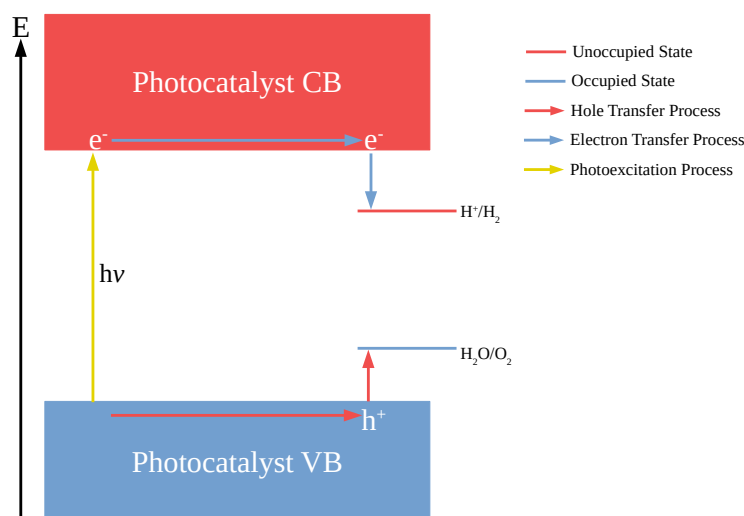 E
Photocatalyst CB
e⁻ e⁻
H⁺/H₂
hν
H₂O/O₂
h⁺
Photocatalyst VB
Unoccupied State
Occupied State
Hole Transfer Process
Electron Transfer Process
Photoexcitation Process